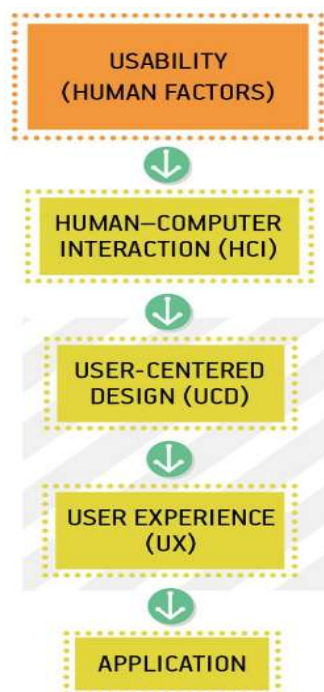 USABILITY
(HUMAN FACTORS)
HUMAN–COMPUTER
INTERACTION (HCI)
USER-CENTERED
DESIGN (UCD)
USER EXPERIENCE
(UX)
APPLICATION